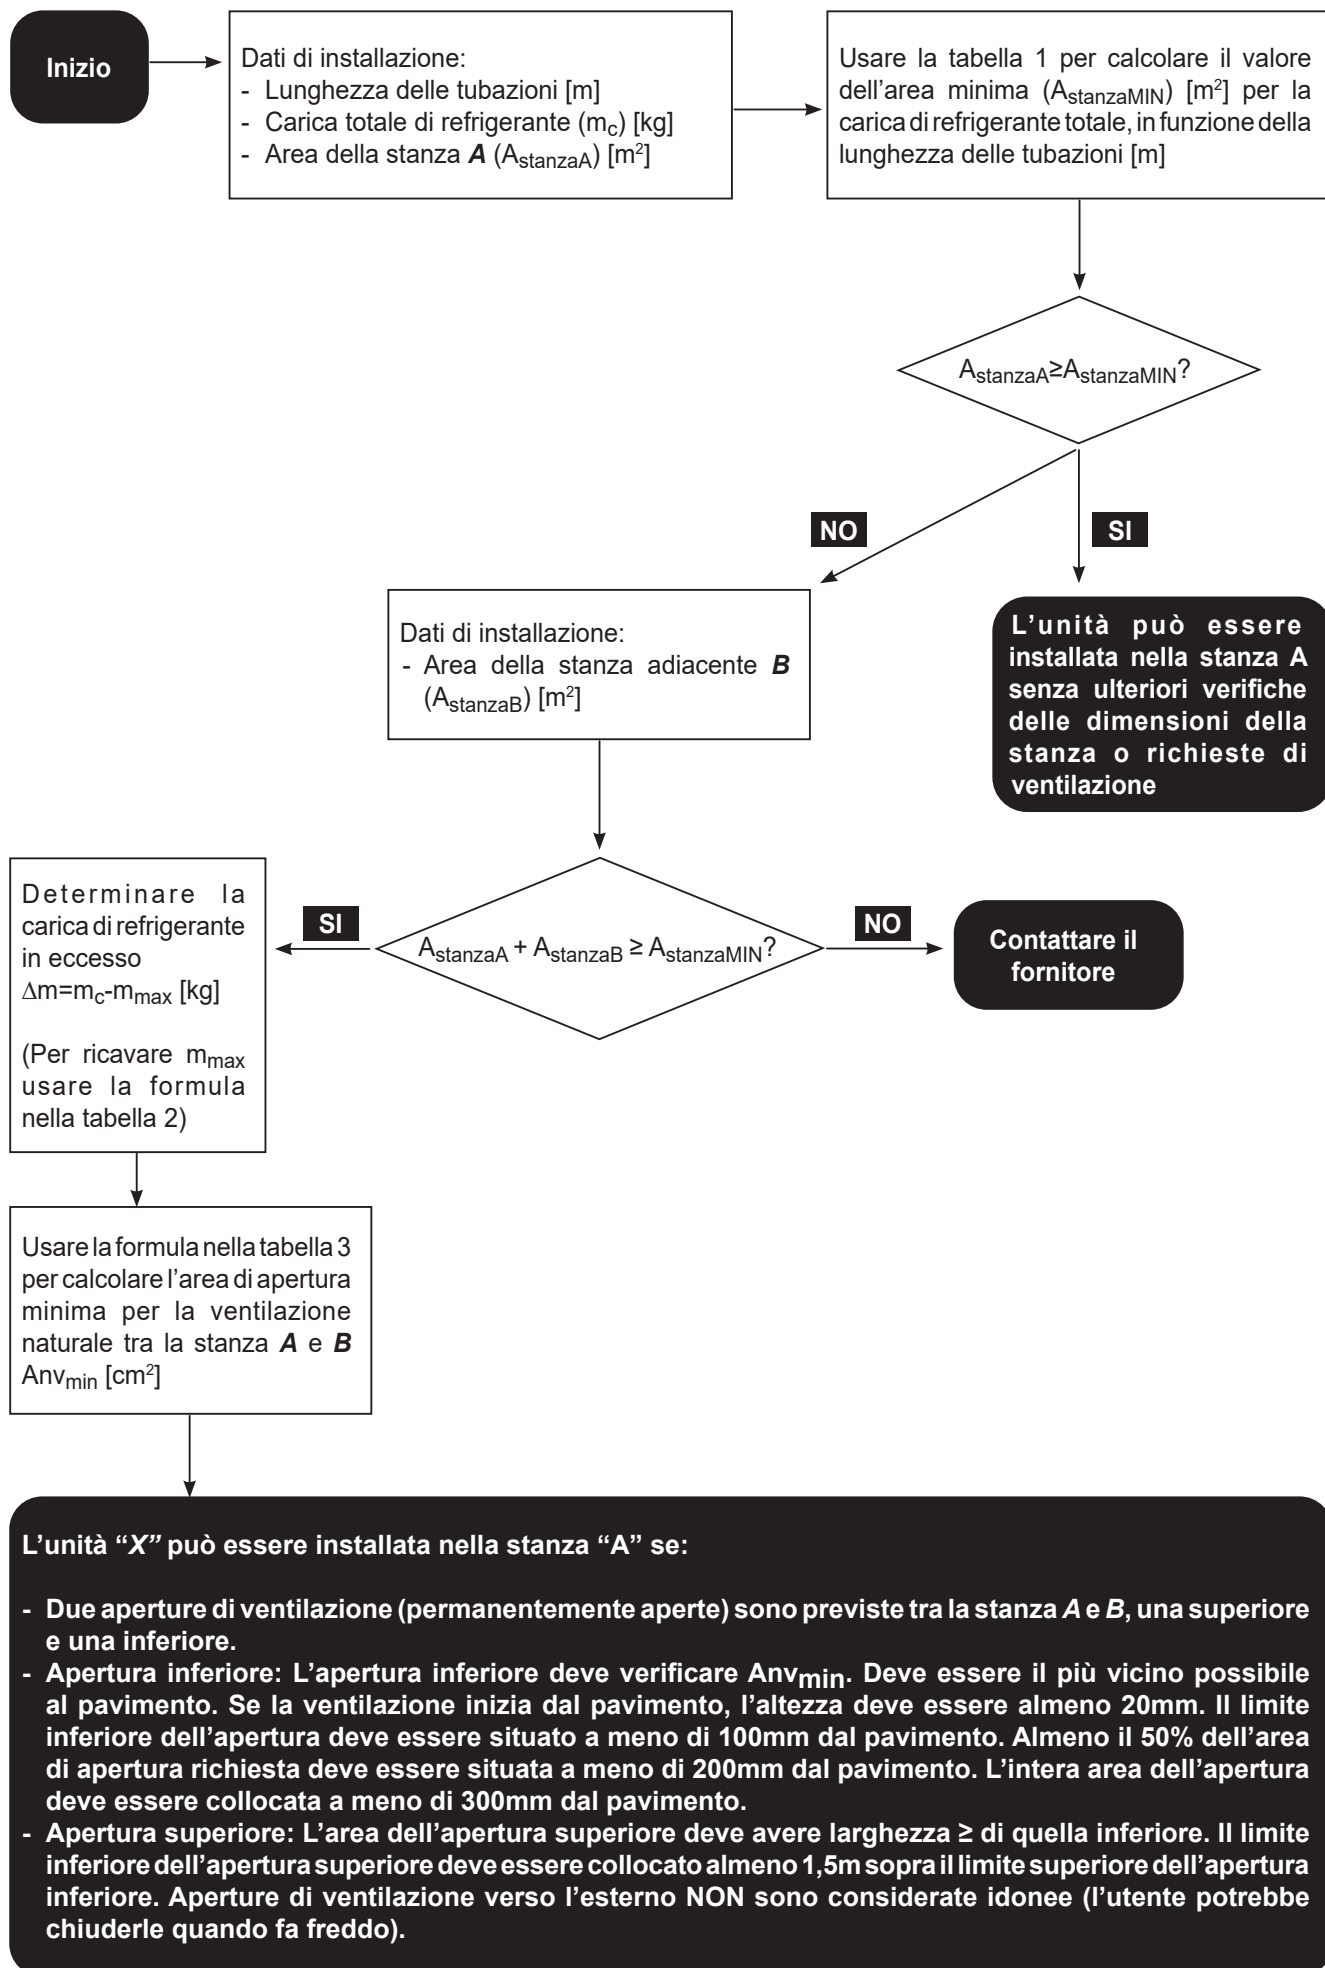 Inizio
Dati di installazione:
- Lunghezza delle tubazioni [m]
- Carica totale di refrigerante (mc) [kg]
- Area della stanza A (AstanzaA) [m²]
Usare la tabella 1 per calcolare il valore
dell’area minima (AstanzaMIN) [m²] per la
carica di refrigerante totale, in funzione della
lunghezza delle tubazioni [m]
AstanzaA≥AstanzaMIN?
NO
SI
Dati di installazione:
- Area della stanza adiacente B
(AstanzaB) [m²]
L’unità può essere
installata nella stanza A
senza ulteriori verifiche
delle dimensioni della
stanza o richieste di
ventilazione
Determinare la
carica di refrigerante
in eccesso
∆m=mc-mmax [kg]
(Per ricavare mmax
usare la formula
nella tabella 2)
SI
AstanzaA + AstanzaB ≥ AstanzaMIN?
NO
Contattare il
fornitore
Usare la formula nella tabella 3
per calcolare l’area di apertura
minima per la ventilazione
naturale tra la stanza A e B
Anvmin [cm²]
L’unità “X” può essere installata nella stanza “A” se:
- Due aperture di ventilazione (permanentemente aperte) sono previste tra la stanza A e B, una superiore
e una inferiore.
- Apertura inferiore: L’apertura inferiore deve verificare Anvmin. Deve essere il più vicino possibile
al pavimento. Se la ventilazione inizia dal pavimento, l’altezza deve essere almeno 20mm. Il limite
inferiore dell’apertura deve essere situato a meno di 100mm dal pavimento. Almeno il 50% dell’area
di apertura richiesta deve essere situata a meno di 200mm dal pavimento. L’intera area dell’apertura
deve essere collocata a meno di 300mm dal pavimento.
- Apertura superiore: L’area dell’apertura superiore deve avere larghezza ≥ di quella inferiore. Il limite
inferiore dell’apertura superiore deve essere collocato almeno 1,5m sopra il limite superiore dell’apertura
inferiore. Aperture di ventilazione verso l’esterno NON sono considerate idonee (l’utente potrebbe
chiuderle quando fa freddo).